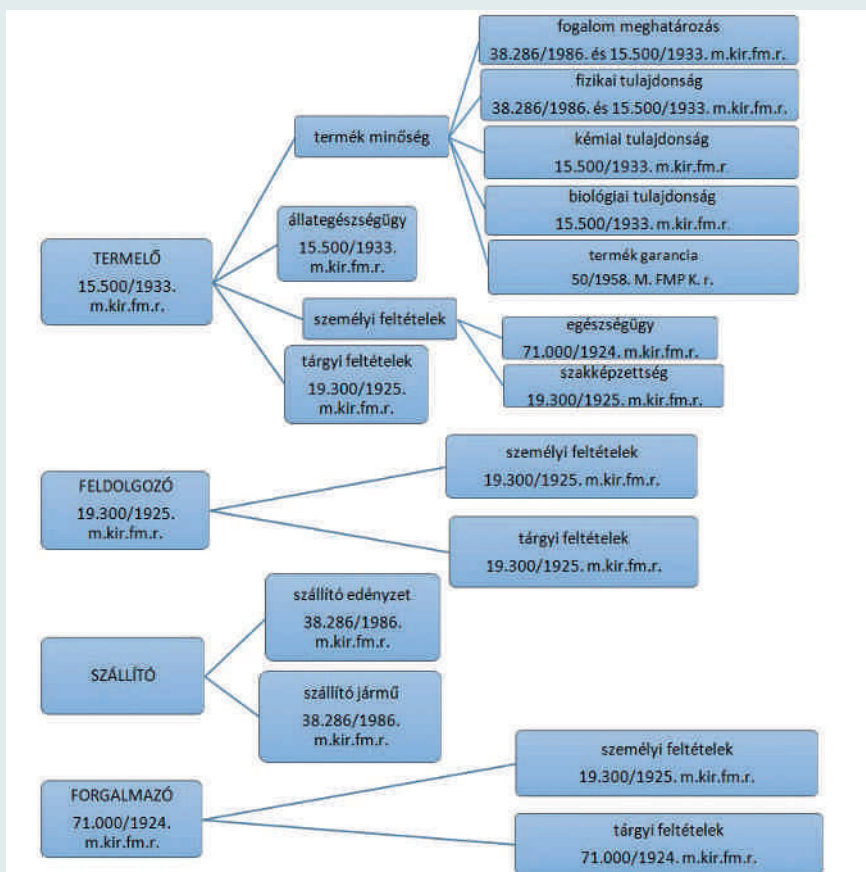 fogalom meghatározás
38.286/1986. és 15.500/1933. m.kir.fm.r.
fizikai tulajdonság
38.286/1986. és 15.500/1933. m.kir.fm.r.
termék minőség
kémiai tulajdonság
15.500/1933. m.kir.fm.r
biológiai tulajdonság
15.500/1933. m.kir.fm.r.
termék garancia
50/1958. M. FMP K. r.
TERMELŐ
15.500/1933.
m.kir.fm.r.
állategészségügy
15.500/1933.
m.kir.fm.r.
személyi feltételek
egészségügy
71.000/1924. m.kir.fm.r.
szakképzettség
19.300/1925. m.kir.fm.r.
tárgyi feltételek
19.300/1925.
m.kir.fm.r.
FELDOLGOZÓ
19.300/1925.
m.kir.fm.r.
személyi feltételek
19.300/1925. m.kir.fm.r.
tárgyi feltételek
19.300/1925. m.kir.fm.r.
SZÁLLÍTÓ
szállító edényzet
38.286/1986.
m.kir.fm.r.
szállító jármű
38.286/1986.
m.kir.fm.r.
FORGALMAZÓ
71.000/1924.
m.kir.fm.r.
személyi feltételek
19.300/1925. m.kir.fm.r.
tárgyi feltételek
71.000/1924. m.kir.fm.r.